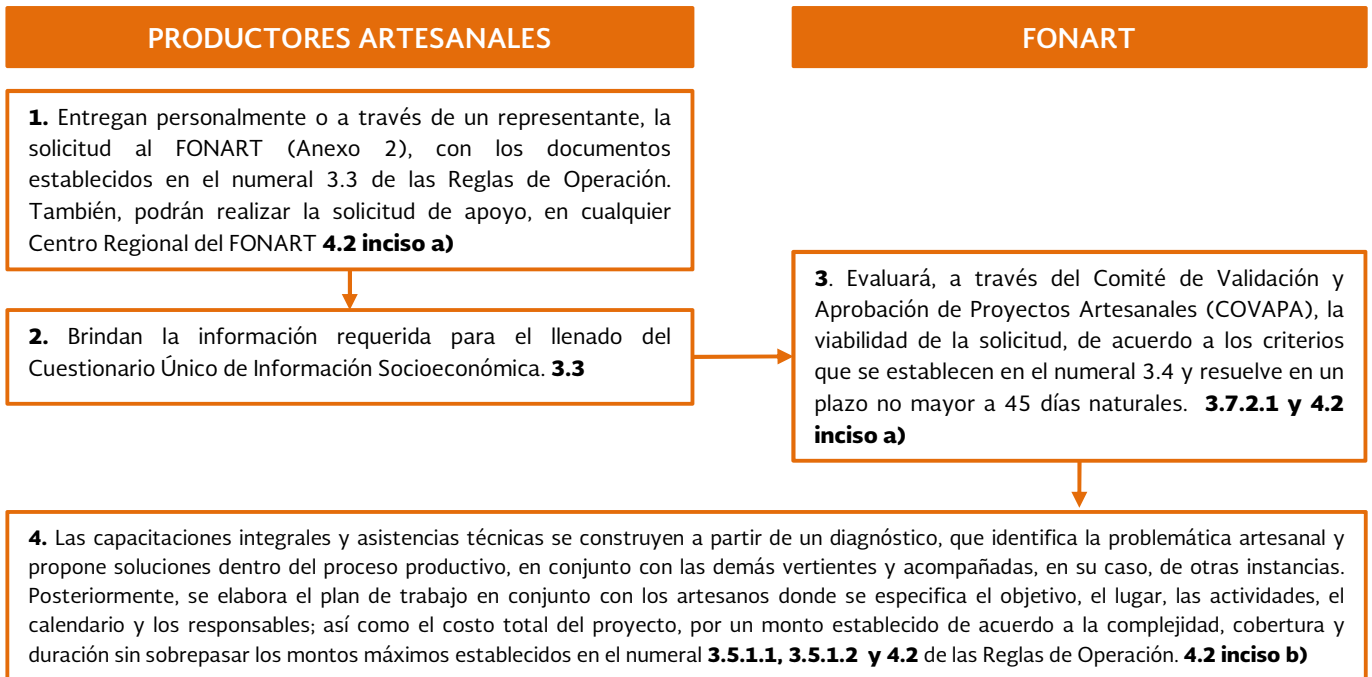 PRODUCTORES ARTESANALES
FONART
1. Entregan personalmente o a través de un representante, la
solicitud al FONART (Anexo 2), con los documentos
establecidos en el numeral 3.3 de las Reglas de Operación.
También, podrán realizar la solicitud de apoyo, en cualquier
Centro Regional del FONART 4.2 inciso a)
2. Brindan la información requerida para el llenado del
Cuestionario Único de Información Socioeconómica. 3.3
3. Evaluará, a través del Comité de Validación y
Aprobación de Proyectos Artesanales (COVAPA), la
viabilidad de la solicitud, de acuerdo a los criterios
que se establecen en el numeral 3.4 y resuelve en un
plazo no mayor a 45 días naturales. 3.7.2.1 y 4.2
inciso a)
4. Las capacitaciones integrales y asistencias técnicas se construyen a partir de un diagnóstico, que identifica la problemática artesanal y
propone soluciones dentro del proceso productivo, en conjunto con las demás vertientes y acompañadas, en su caso, de otras instancias.
Posteriormente, se elabora el plan de trabajo en conjunto con los artesanos donde se especifica el objetivo, el lugar, las actividades, el
calendario y los responsables; así como el costo total del proyecto, por un monto establecido de acuerdo a la complejidad, cobertura y
duración sin sobrepasar los montos máximos establecidos en el numeral 3.5.1.1, 3.5.1.2 y 4.2 de las Reglas de Operación. 4.2 inciso b)